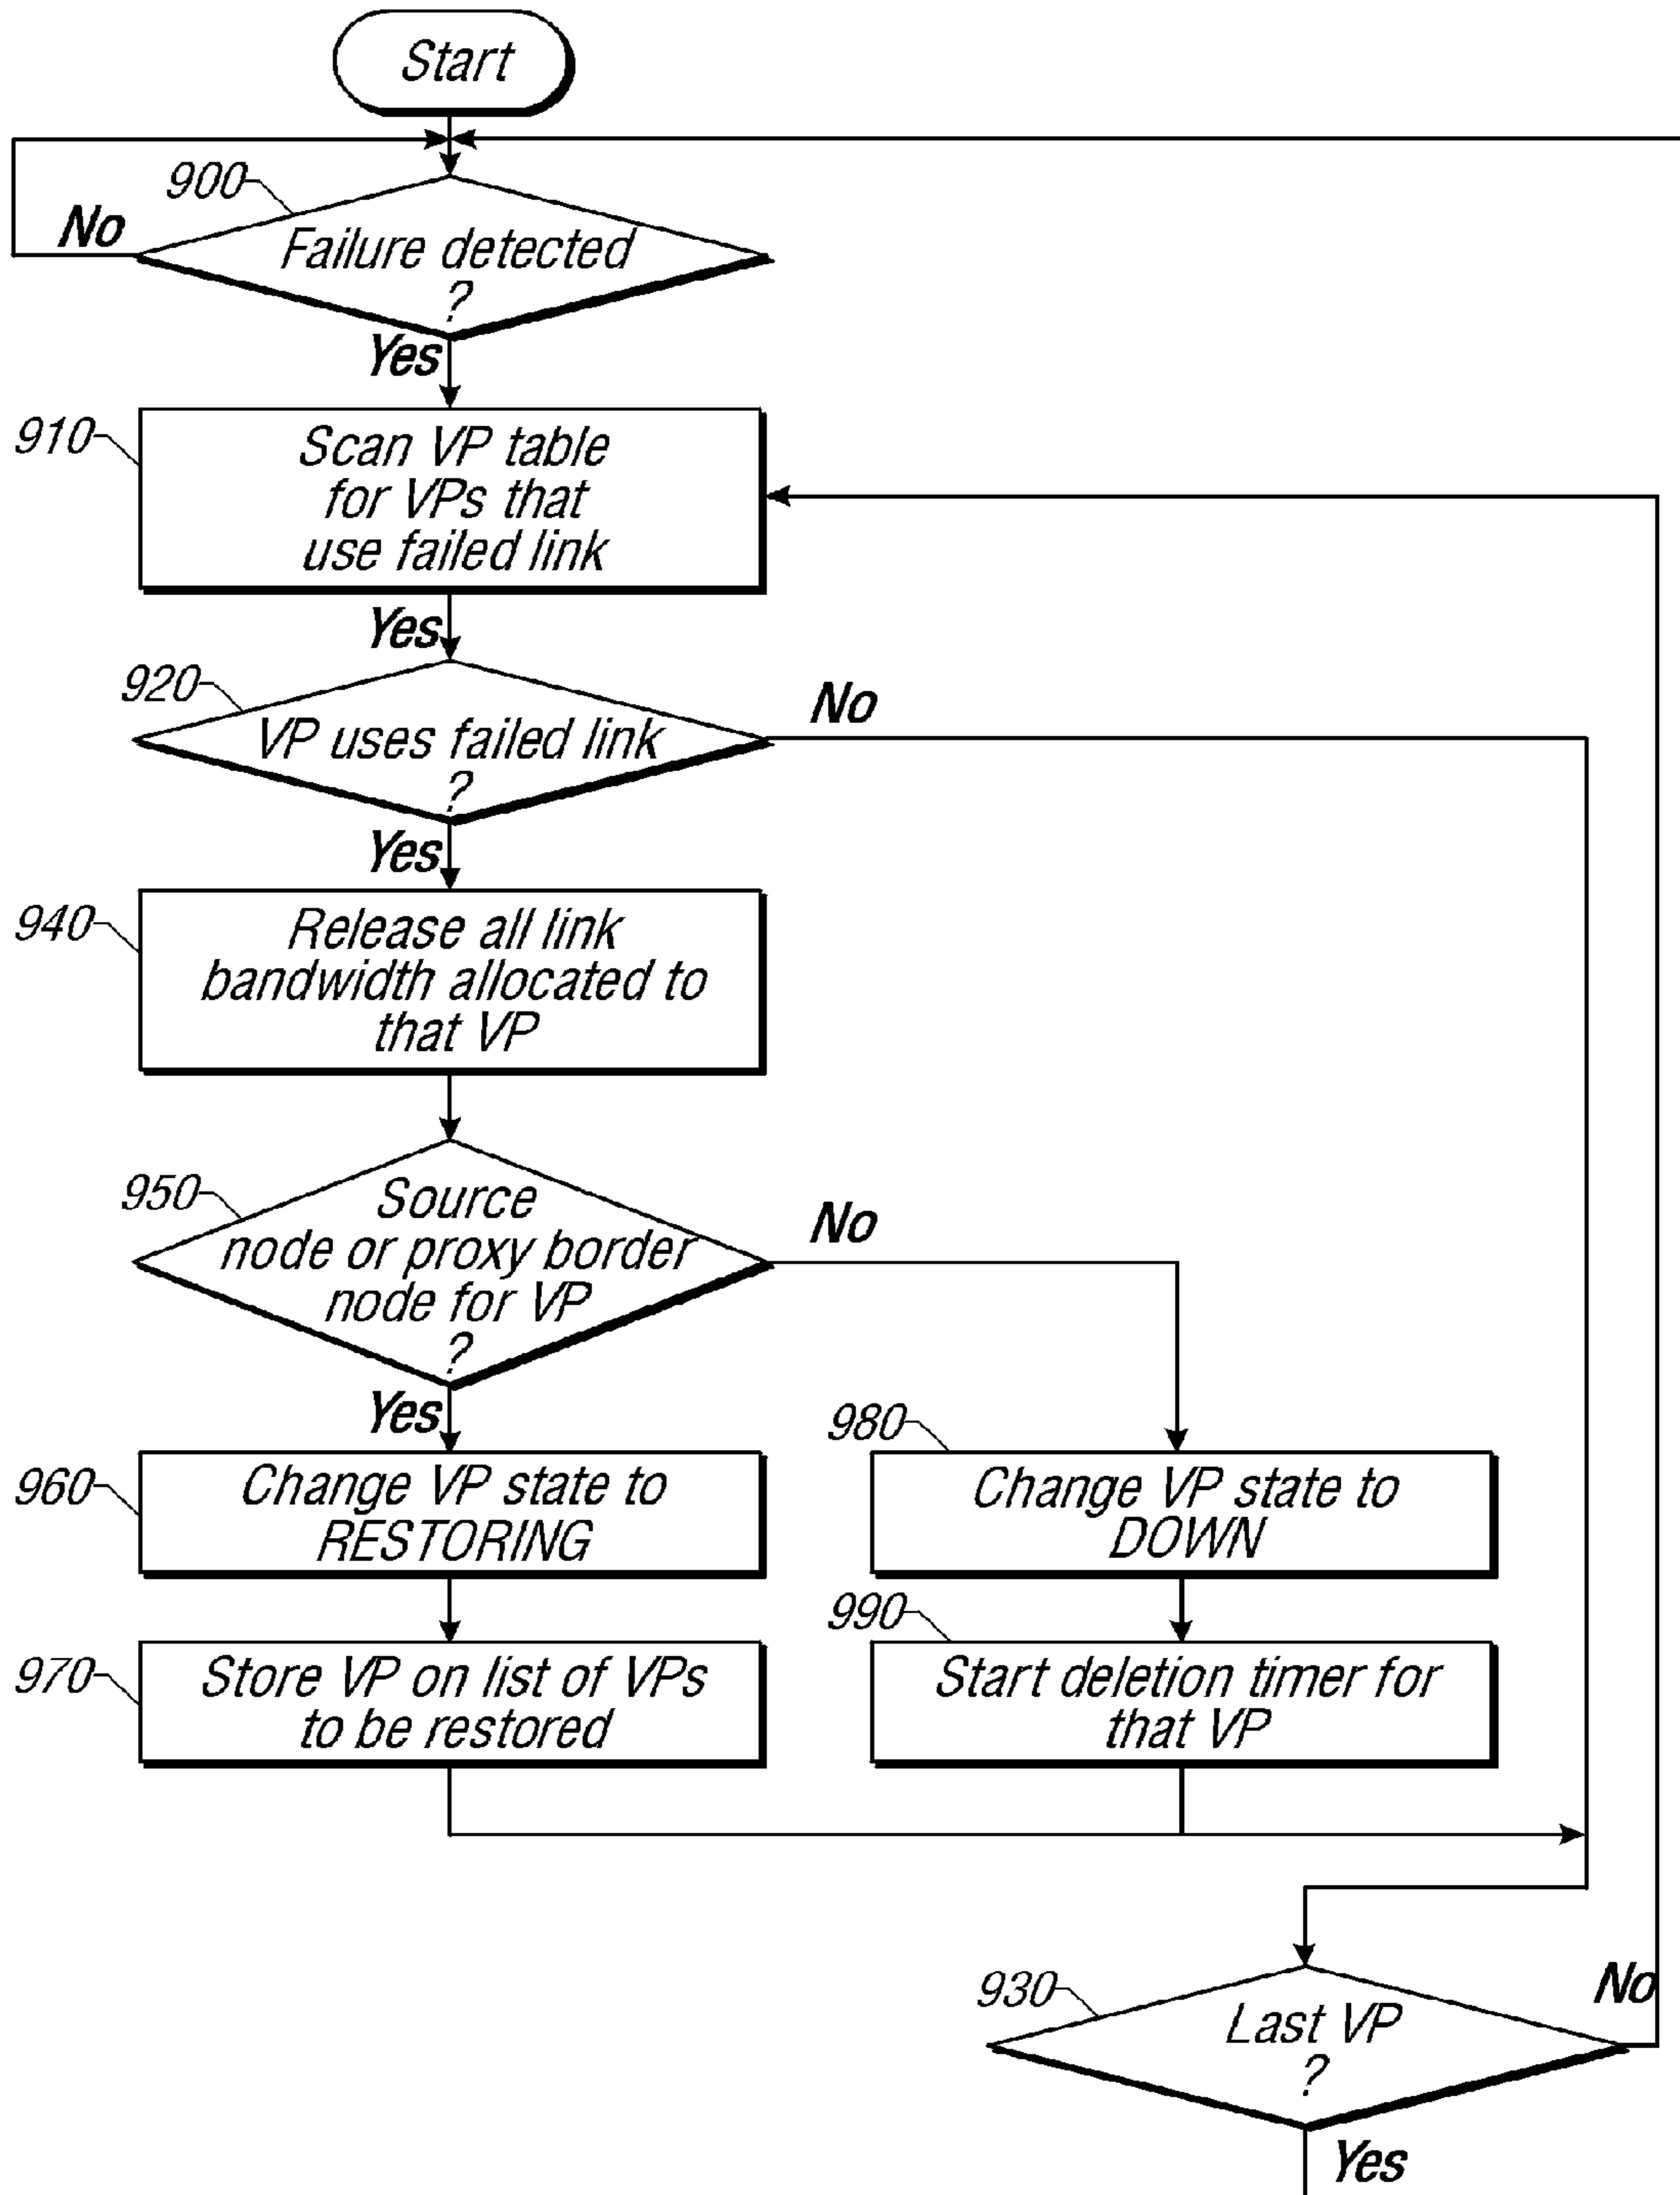 Start
900
No
Failure detected
?
Yes
910
Scan VP table
for VPs that
use failed link
Yes
920
No
VP uses failed link
?
Yes
940
Release all link
bandwidth allocated to
that VP
950
Source
node or proxy border
node for VP
?
No
Yes
960
Change VP state to
RESTORING
980
Change VP state to
DOWN
970
Store VP on list of VPs
to be restored
990
Start deletion timer for
that VP
930
Last VP
?
No
Yes